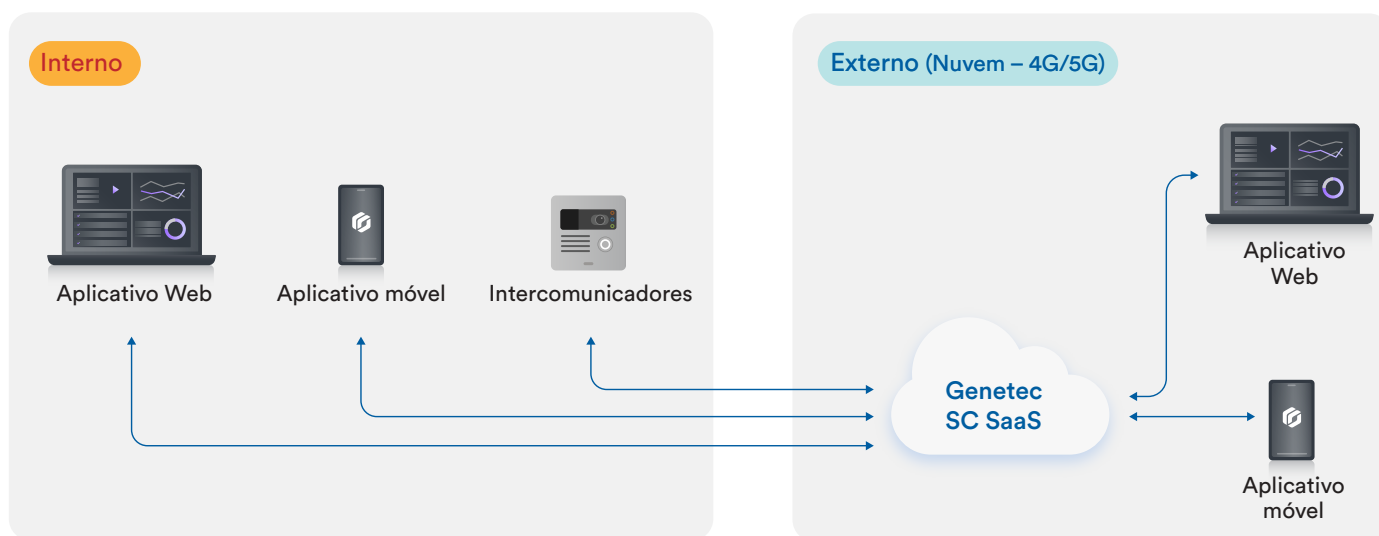 Interno
Externo (Nuvem – 4G/5G)
Aplicativo Web
Aplicativo móvel
Intercomunicadores
Aplicativo
Web
Genetec
SC SaaS
Aplicativo
móvel